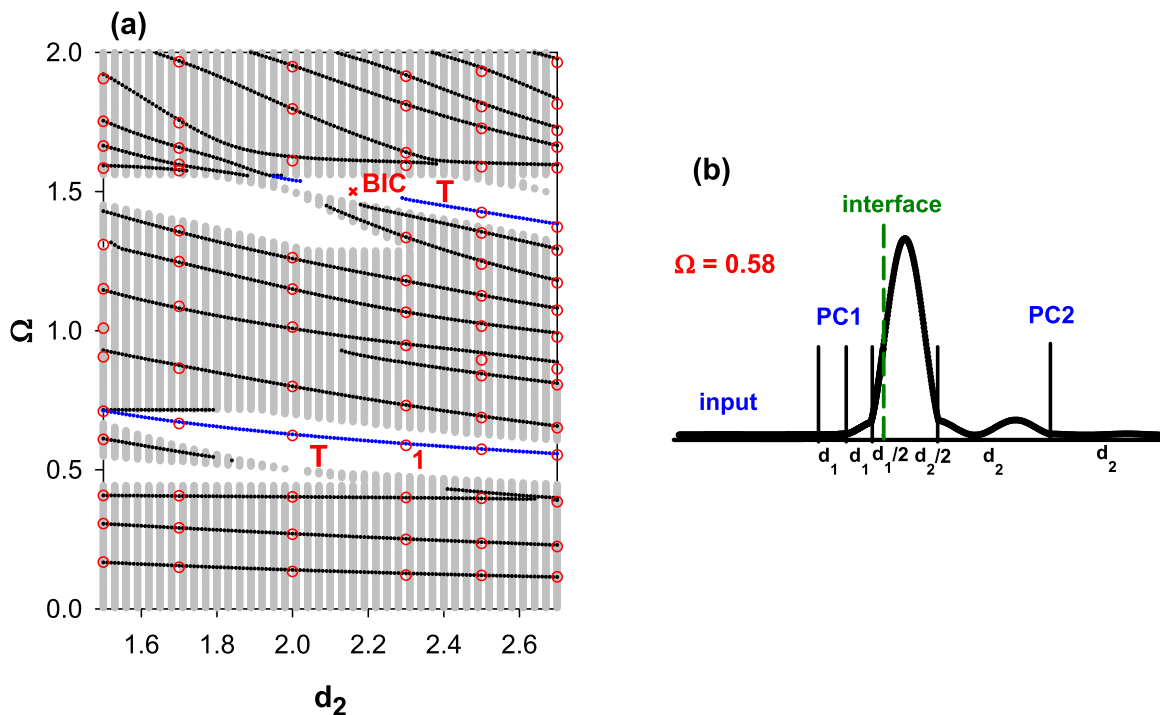 (a)
2.0
1.5
1.0
0.5
0.0
Ω
BIC
T
T 1
1.6 1.8 2.0 2.2 2.4 2.6
d2
(b)
interface
Ω = 0.58
PC1
PC2
input
d1 d1 d1/2 d2/2 d2 d2